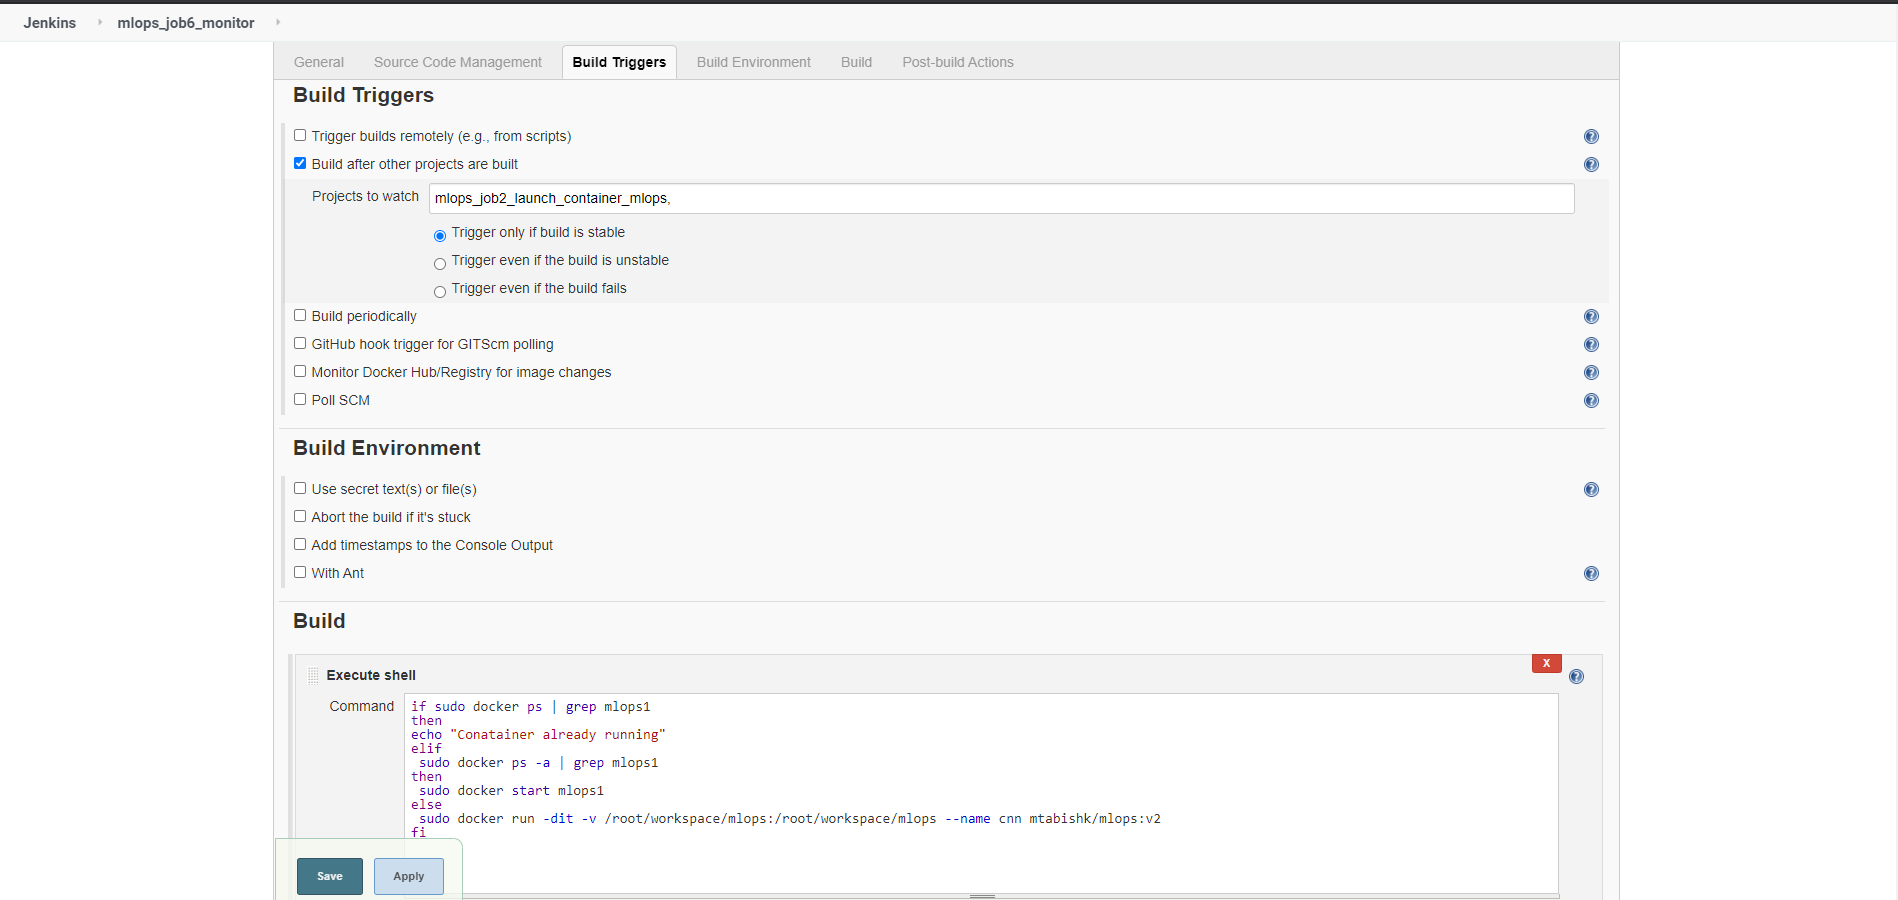 Jenkins mlops_job6_monitor
General Source Code Management Build Triggers Build Environment Build Post-build Actions
Build Triggers
Trigger builds remotely (e.g., from scripts)
Build after other projects are built
Projects to watch mlops_job2_launch_container_mlops,
Trigger only if build is stable
Trigger even if the build is unstable
Trigger even if the build fails
Build periodically
GitHub hook trigger for GITScm polling
Monitor Docker Hub/Registry for image changes
Poll SCM
Build Environment
Use secret text(s) or file(s)
Abort the build if it's stuck
Add timestamps to the Console Output
With Ant
Build
X
Execute shell
Command if sudo docker ps | grep mlops1
then
echo "Conatainer already running"
elif
sudo docker ps -a | grep mlops1
then
sudo docker start mlops1
else
sudo docker run -dit -v /root/workspace/mlops:/root/workspace/mlops --name cnn mtabishk/mlops:v2
fi
Save Apply